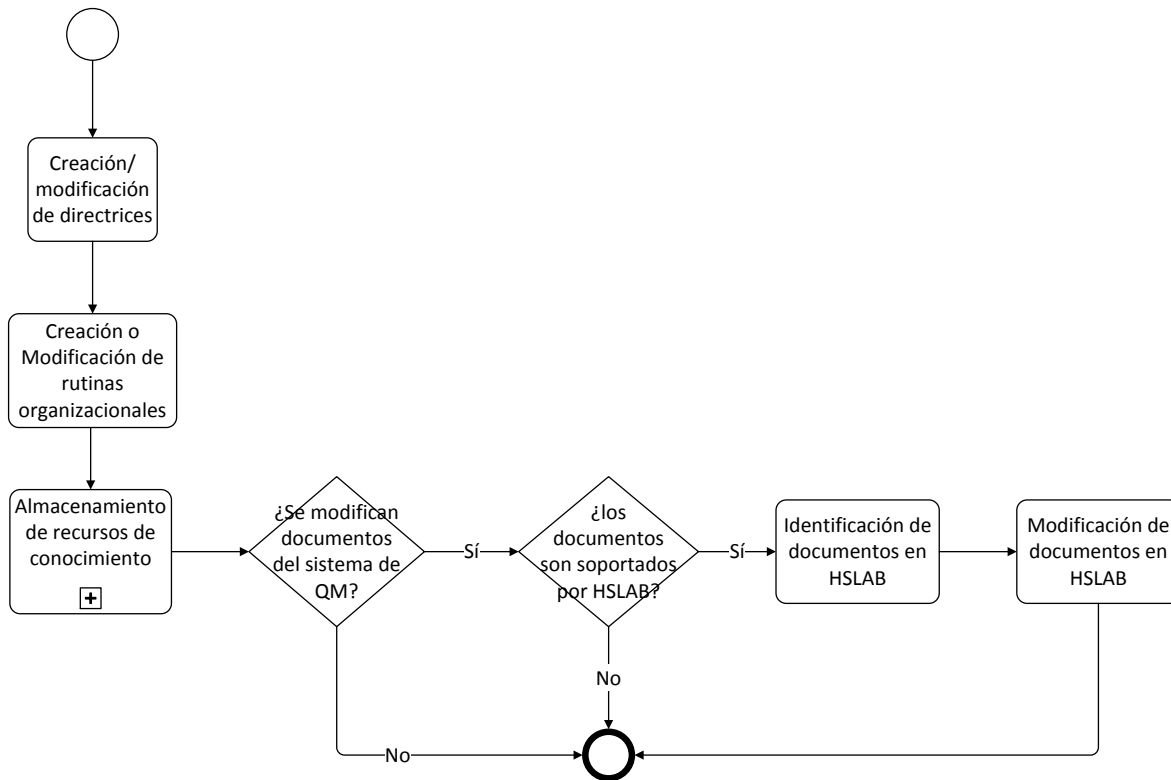 Creación/
modificación
de directrices
Creación o
Modificación de
rutinas
organizacionales
Almacenamiento
de recursos de
conocimiento
¿Se modifican
documentos
del sistema de
QM?
Sí
¿los
documentos
son soportados
por HSLAB?
Sí
Identificación de
documentos en
HSLAB
Modificación de
documentos en
HSLAB
No
No